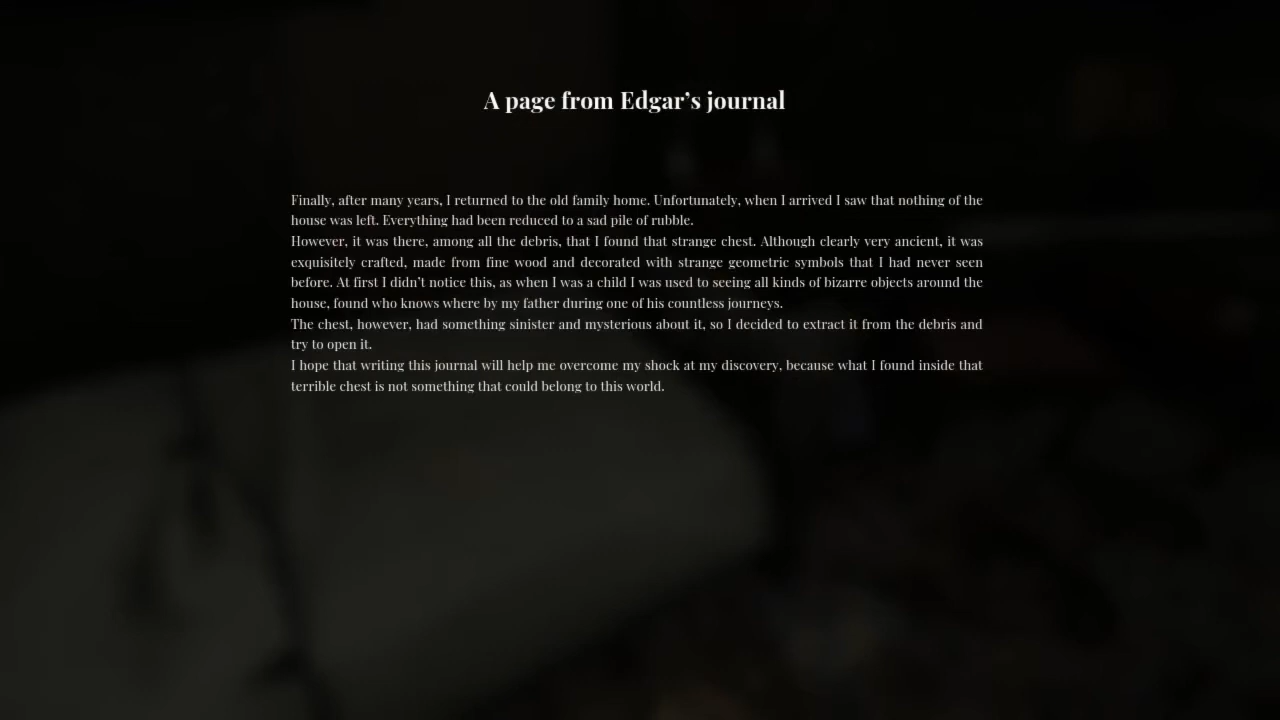 A page from Edgar’s journal
Finally, after many years, I returned to the old family home. Unfortunately, when I arrived I saw that nothing of the
house was left. Everything had been reduced to a sad pile of rubble.
However, it was there, among all the debris, that I found that strange chest. Although clearly very ancient, it was
exquisitely crafted, made from fine wood and decorated with strange geometric symbols that I had never seen
before. At first I didn’t notice this, as when I was a child I was used to seeing all kinds of bizarre objects around the
house, found who knows where by my father during one of his countless journeys.
The chest, however, had something sinister and mysterious about it, so I decided to extract it from the debris and
try to open it.
I hope that writing this journal will help me overcome my shock at my discovery, because what I found inside that
terrible chest is not something that could belong to this world.